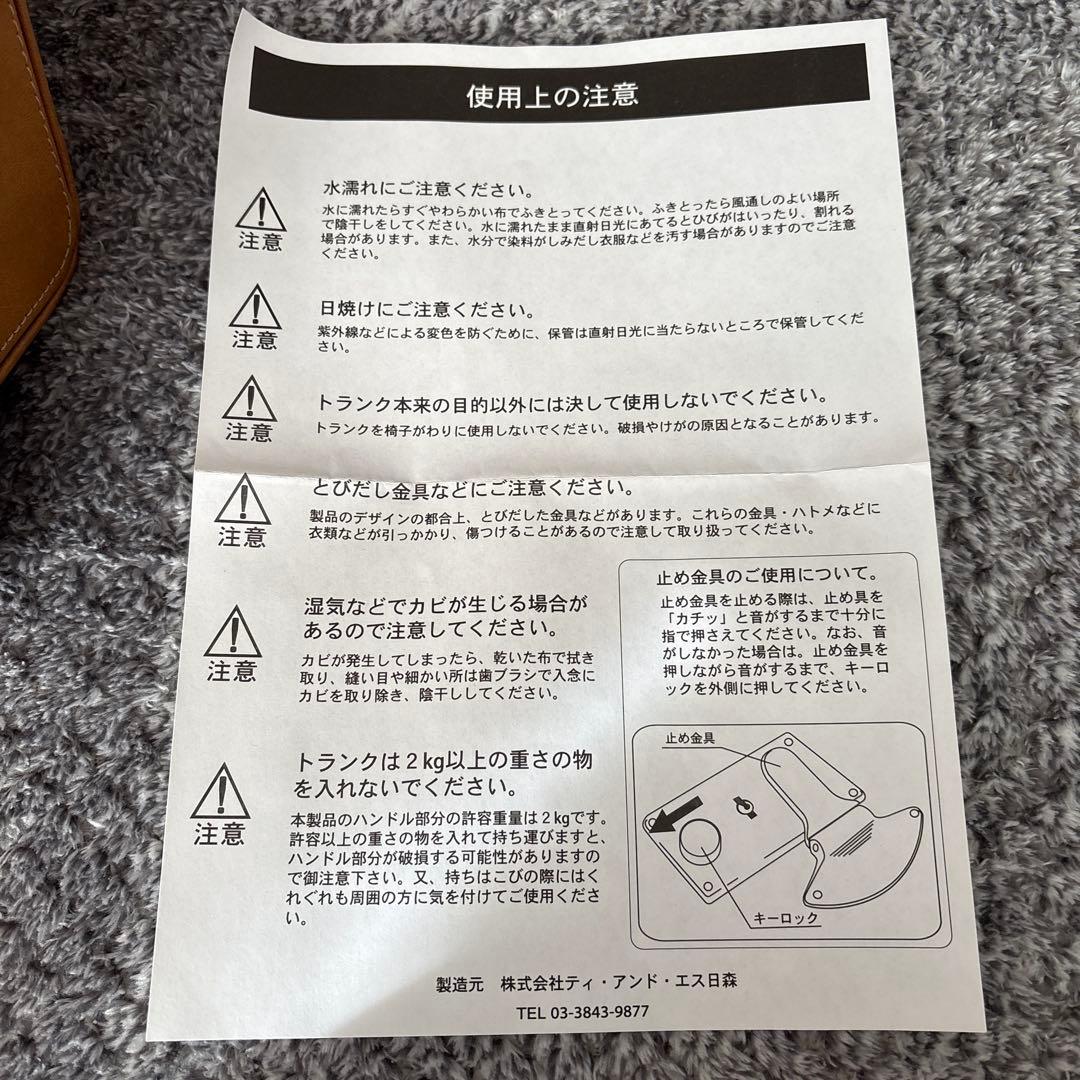 使用上の注意
注意
水濡れにご注意ください。
水に濡れたらすぐやわらかい布でふきとってください。ふきとったら風通しのよい場所
で陰干しをしてください。水に濡れたまま直射日光にあてるとひびがはいったり、割れる
場合があります。また、水分で染料がしみだし衣服などを汚す場合がありますのでご注意
ください。
注意
日焼けにご注意ください。
紫外線などによる変色を防ぐために、保管は直射日光に当たらないところで保管してくだ
さい。
注意
トランク本来の目的以外には決して使用しないでください。
トランクを椅子がわりに使用しないでください。破損やけがの原因となることがあります。
注意
とびだし金具などにご注意ください。
製品のデザインの都合上、とびだした金具などがあります。これらの金具・ハトメなどに
衣類などが引っかかり、傷つけることがあるので注意して取り扱ってください。
注意
湿気などでカビが生じる場合が
あるので注意してください。
カビが発生してしまったら、乾いた布で拭き
取り、縫い目や細かい所は歯ブラシで入念に
カビを取り除き、陰干ししてください。
注意
トランクは2kg以上の重さの物
を入れないでください。
本製品のハンドル部分の許容重量は2kgです。
許容以上の重さの物を入れて持ち運びますと、
ハンドル部分が破損する可能性がありますの
で御注意下さい。又、持ちはこびの際にはく
れぐれも周囲の方に気を付けてご使用くださ
い。
止め金具のご使用について。
止め金具を止める際は、止め具を
「カチッ」と音がするまで十分に
指で押さえてください。なお、音
がしなかった場合は。止め金具を
押しながら音がするまで、キーロ
ックを外側に押してください。
止め金具
キーロック
製造元 株式会社ティ・アンド・エス日森
TEL 03-3843-9877